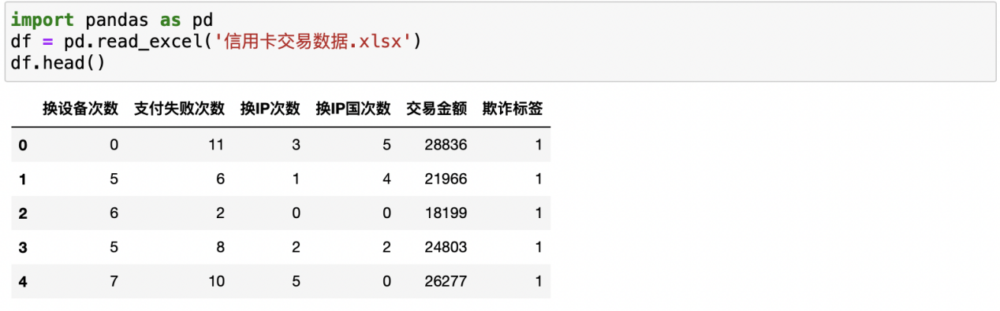 import pandas as pd
df = pd.read_excel('信用卡交易数据.xlsx')
df.head()
换设备次数 支付失败次数 换IP次数 换IP国次数 交易金额 欺诈标签
0 0 11 3 5 28836 1
1 5 6 1 4 21966 1
2 6 2 0 0 18199 1
3 5 8 2 2 24803 1
4 7 10 5 0 26277 1